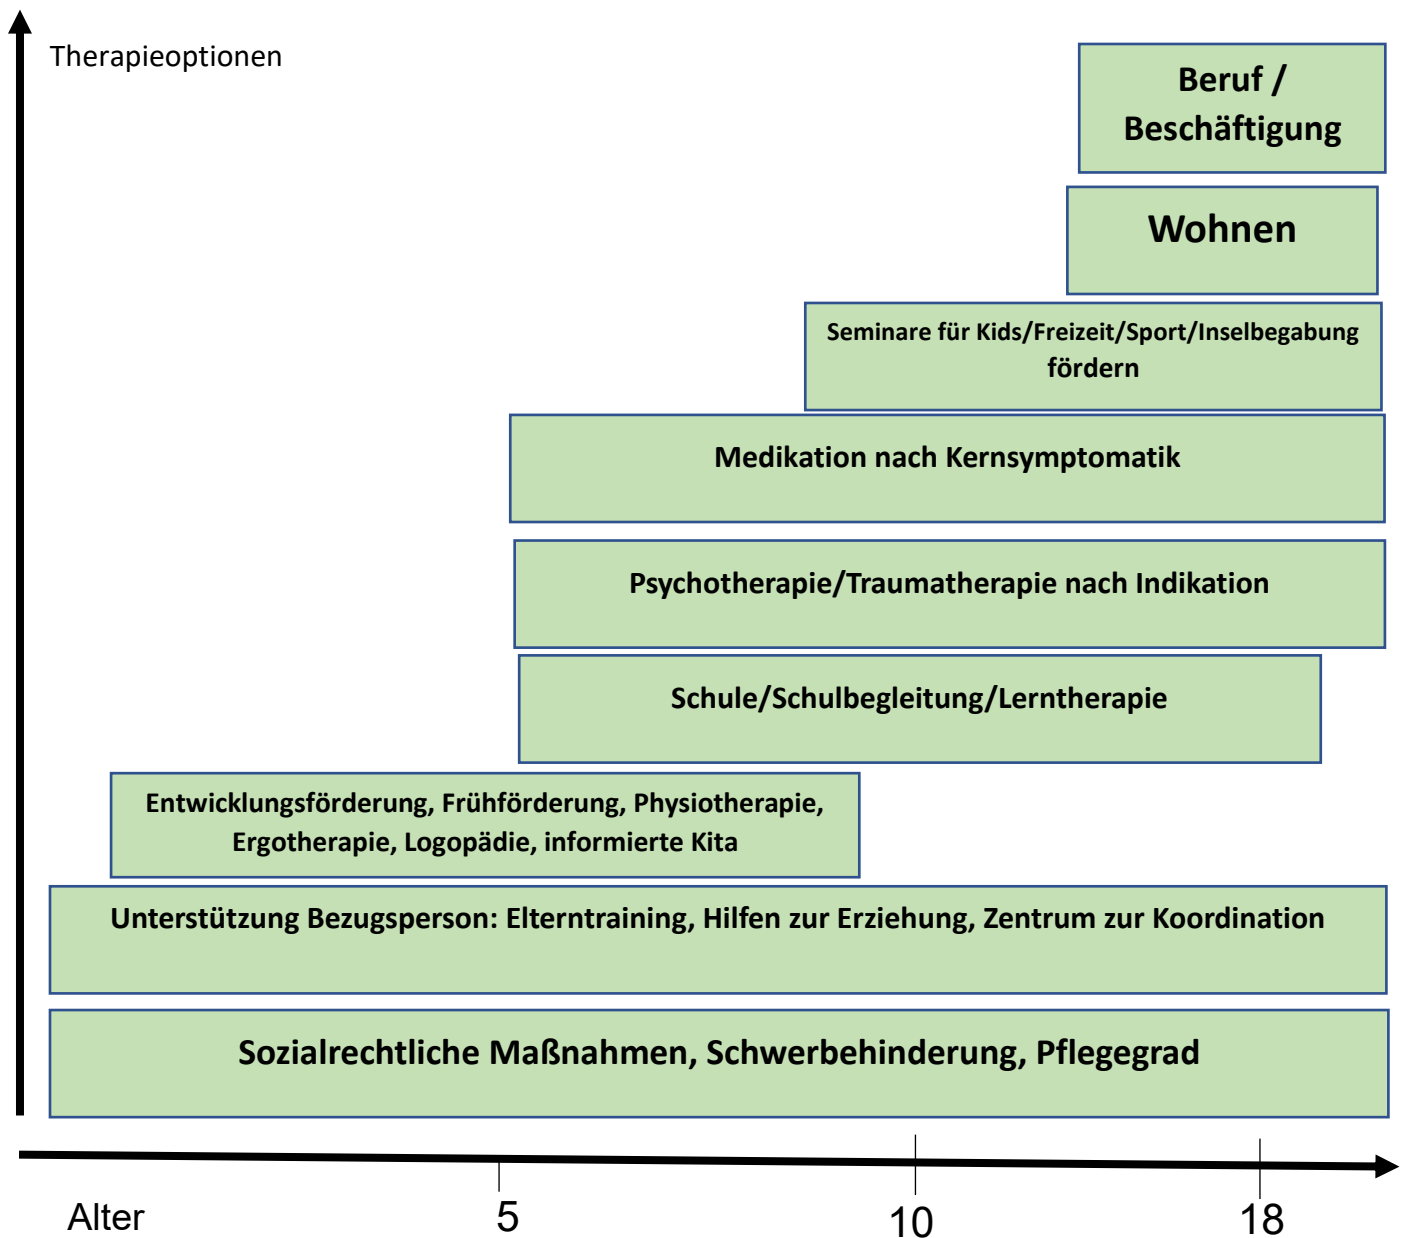 Therapieoptionen
Beruf /
Beschäftigung
Wohnen
Seminare für Kids/Freizeit/Sport/Inselbegabung
fördern
Medikation nach Kernsymptomatik
Psychotherapie/Traumatherapie nach Indikation
Schule/Schulbegleitung/Lerntherapie
Entwicklungsförderung, Frühförderung, Physiotherapie,
Ergotherapie, Logopädie, informierte Kita
Unterstützung Bezugsperson: Elterntraining, Hilfen zur Erziehung, Zentrum zur Koordination
Sozialrechtliche Maßnahmen, Schwerbehinderung, Pflegegrad
Alter 5 10 18